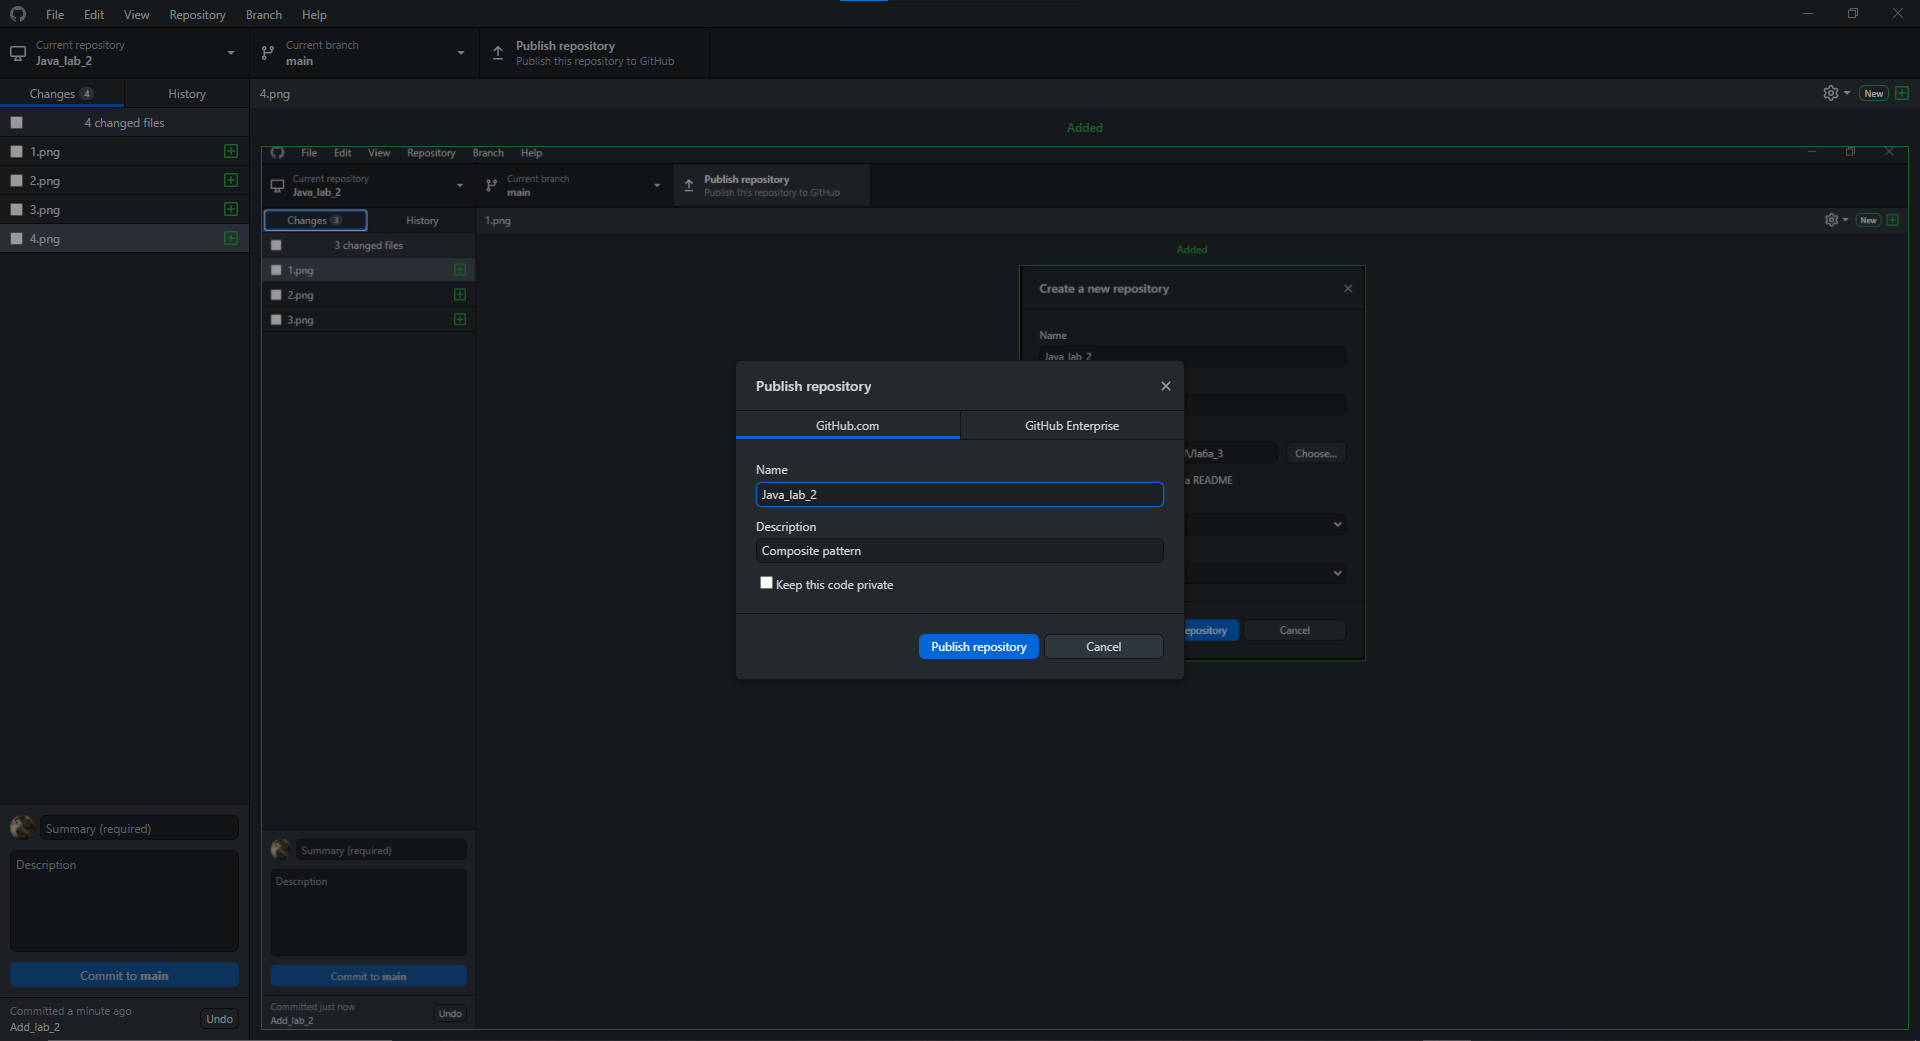 File Edit View Repository Branch Help
Current repository
Java_lab_2
Current branch
main
Publish repository
Publish this repository to GitHub
Changes 4
History
4.png
New
4 changed files
1.png
2.png
3.png
4.png
Added
File Edit View Repository Branch Help
Current repository
Java_lab_2
Current branch
main
Publish repository
Publish this repository to GitHub
Changes 3
History
1.png
New
3 changed files
1.png
2.png
3.png
Added
Create a new repository
Name
Java_lab_2
\Лаба_3
Choose...
a README
epository
Cancel
Publish repository
GitHub.com
GitHub Enterprise
Name
Java_lab_2
Description
Composite pattern
Keep this code private
Publish repository
Cancel
Summary (required)
Description
Commit to main
Committed just now
Add_lab_2
Undo
Summary (required)
Description
Commit to main
Committed a minute ago
Add_lab_2
Undo